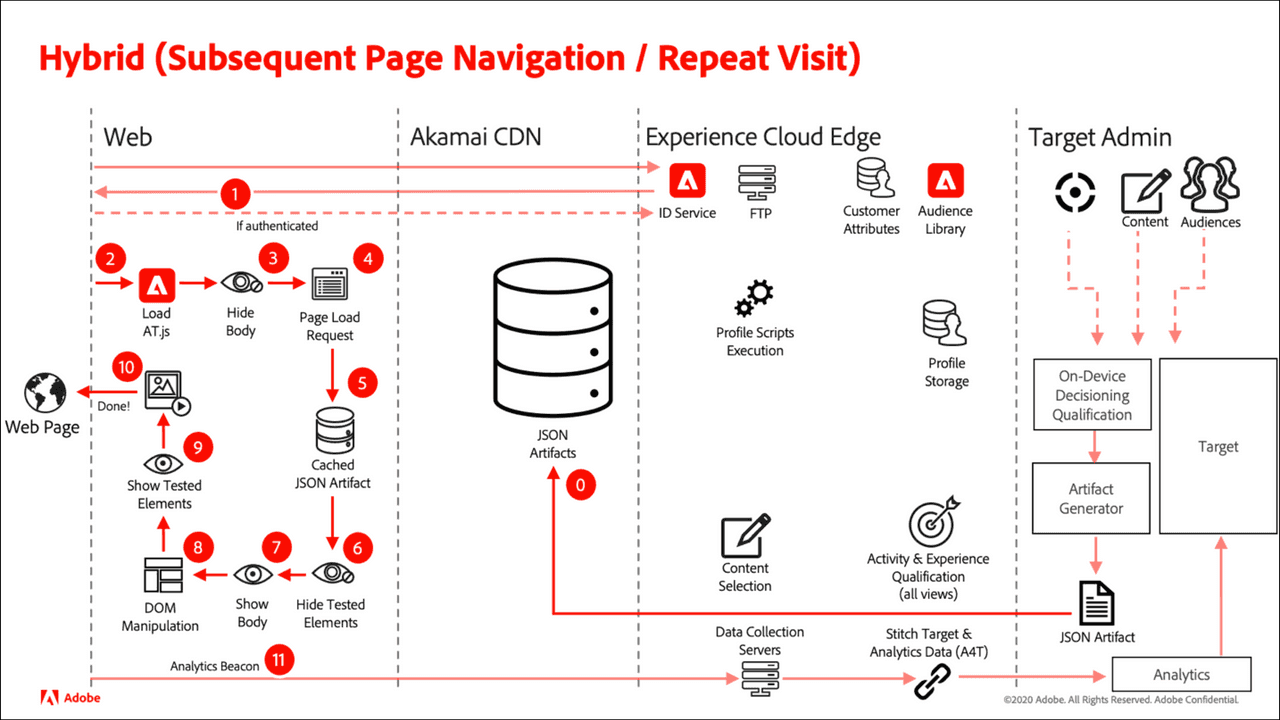 Hybrid (Subsequent Page Navigation / Repeat Visit)
Web
Akamai CDN
Experience Cloud Edge
Target Admin
1
If authenticated
ID Service
FTP
Customer
Attributes
Audience
Library
Content
Audiences
2
3
4
Load
AT.js
Hide
Body
Page Load
Request
Profile Scripts
Execution
Profile
Storage
10
5
Web Page
Done!
On-Device
Decisioning
Qualification
Target
JSON
Artifacts
9
Show Tested
Elements
Cached
JSON Artifact
0
Artifact
Generator
8
7
6
DOM
Manipulation
Show
Body
Hide Tested
Elements
Content
Selection
Activity & Experience
Qualification
(all views)
JSON Artifact
Analytics Beacon
11
Data Collection
Servers
Stitch Target &
Analytics Data (A4T)
Analytics
Adobe
©2020 Adobe. All Rights Reserved. Adobe Confidential.